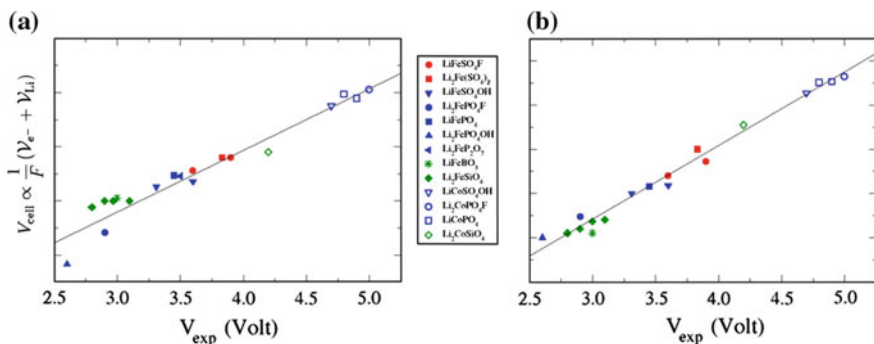 (a)
V_cell ∝ 1/F (𝒱_e⁻ + 𝒱_Li)
2.5 3.0 3.5 4.0 4.5 5.0
V_exp (Volt)
LiFeSO₄F
Li₂Fe(SO₄)₂
LiFeSO₄OH
Li₂FePO₄F
LiFePO₄
Li₂FePO₄OH
Li₂FeP₂O₇
LiFeBO₃
Li₂FeSiO₄
LiCoSO₄OH
Li₂CoPO₄F
LiCoPO₄
Li₂CoSiO₄
(b)
2.5 3.0 3.5 4.0 4.5 5.0
V_exp (Volt)